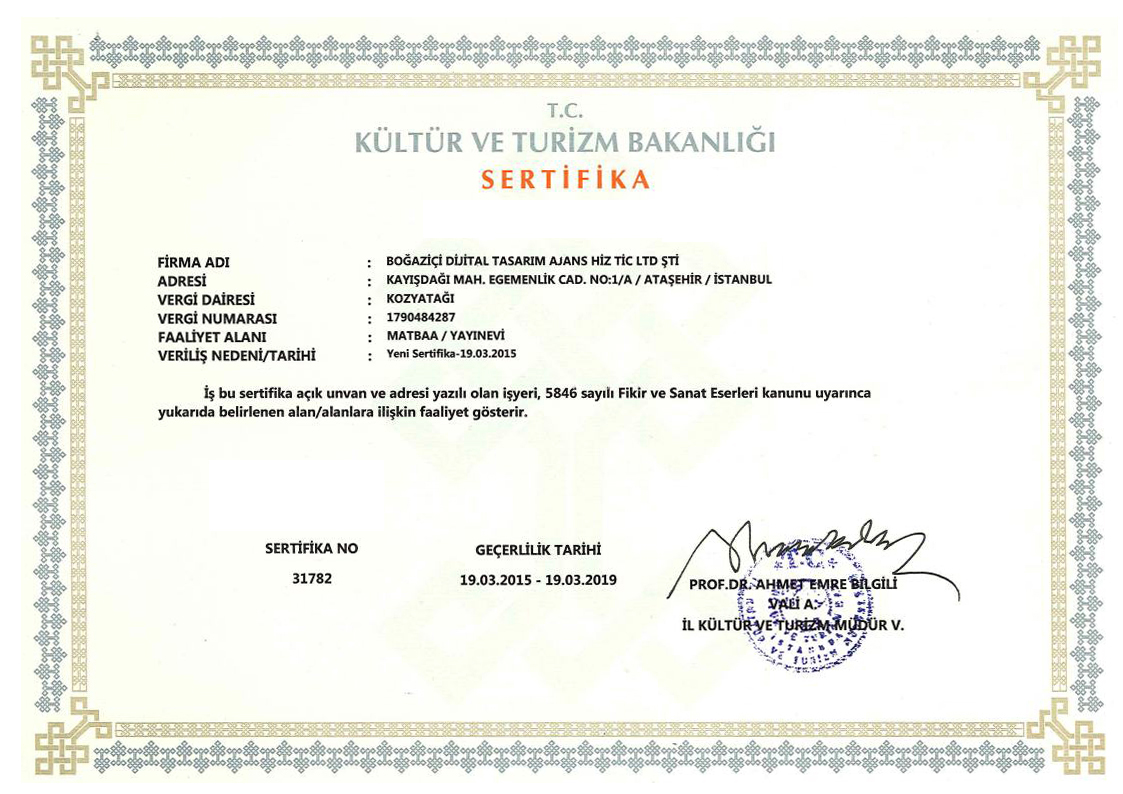 T.C.
KÜLTÜR VE TURİZM BAKANLIĞI
SERTİFİKA
FİRMA ADI : BOĞAZİÇİ DİJİTAL TASARIM AJANS HİZ TİC LTD ŞTİ
ADRESİ : KAYIŞDAĞI MAH. EGEMENLİK CAD. NO:1/A / ATAŞEHİR / İSTANBUL
VERGİ DAİRESİ : KOZYATAĞI
VERGİ NUMARASI : 1790484287
FAALİYET ALANI : MATBAA / YAYINEVİ
VERİLİŞ NEDENİ/TARİHİ : Yeni Sertifika-19.03.2015
İş bu sertifika açık unvan ve adresi yazılı olan işyeri, 5846 sayılı Fikir ve Sanat Eserleri kanunu uyarınca
yukarıda belirlenen alan/alanlara ilişkin faaliyet gösterir.
SERTİFİKA NO
31782
GEÇERLİLİK TARİHİ
19.03.2015 - 19.03.2019
PROF.DR. AHMET EMRE BİLGİLİ
VALİ A.
İL KÜLTÜR VE TURİZM MÜDÜR V.